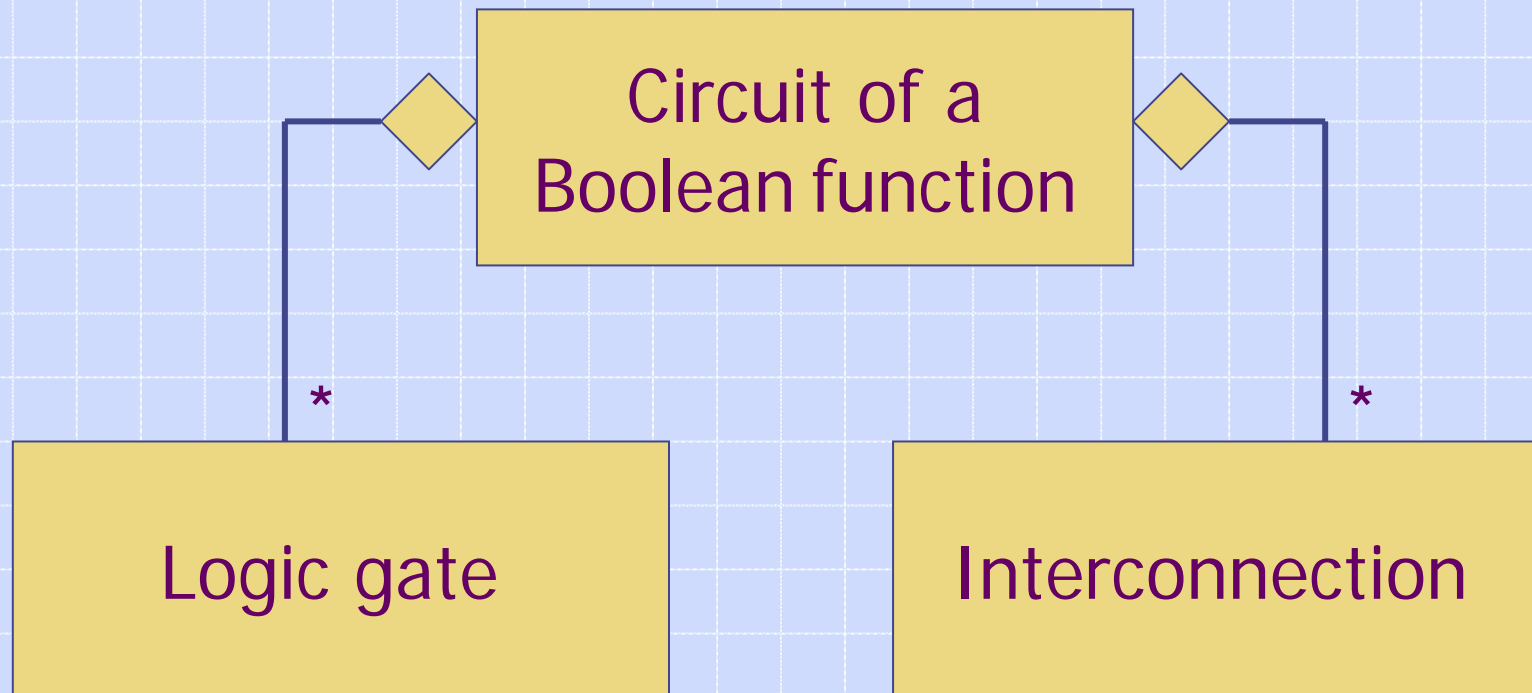 Circuit of a
Boolean function
*
*
Logic gate
Interconnection